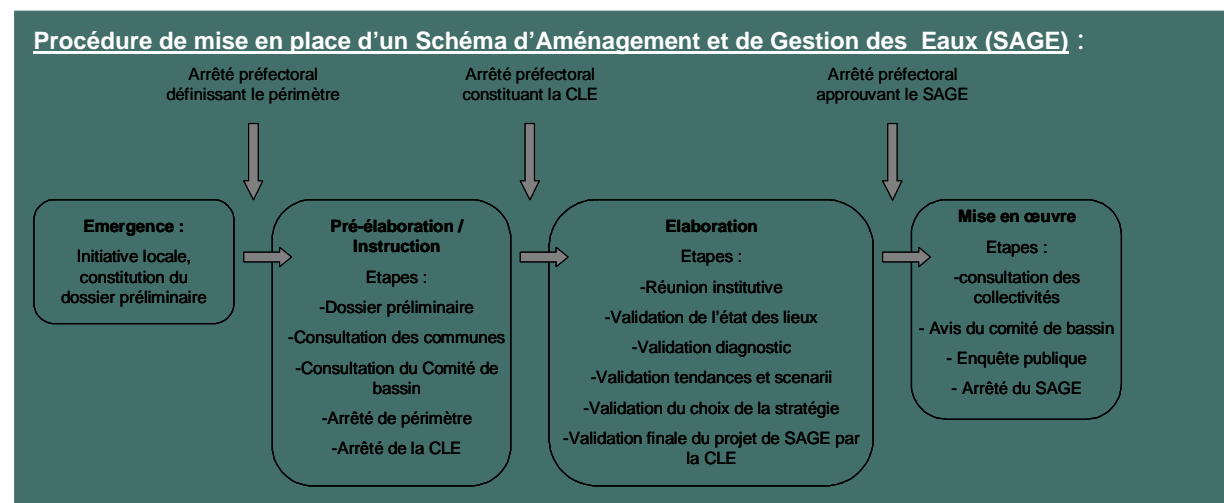 Procédure de mise en place d'un Schéma d'Aménagement et de Gestion des Eaux (SAGE) :
Arrêté préfectoral
définissant le périmètre
Arrêté préfectoral
constituant la CLE
Arrêté préfectoral
approuvant le SAGE
Emergence :
Initiative locale,
constitution du
dossier préliminaire
Pré-élaboration /
Instruction
Etapes :
-Dossier préliminaire
-Consultation des communes
-Consultation du Comité de
bassin
-Arrêté de périmètre
-Arrêté de la CLE
Elaboration
Etapes :
-Réunion institutive
-Validation de l'état des lieux
-Validation diagnostic
-Validation tendances et scenarii
-Validation du choix de la stratégie
-Validation finale du projet de SAGE par
la CLE
Mise en œuvre
Etapes :
-consultation des
collectivités
- Avis du comité de bassin
- Enquête publique
- Arrêté du SAGE